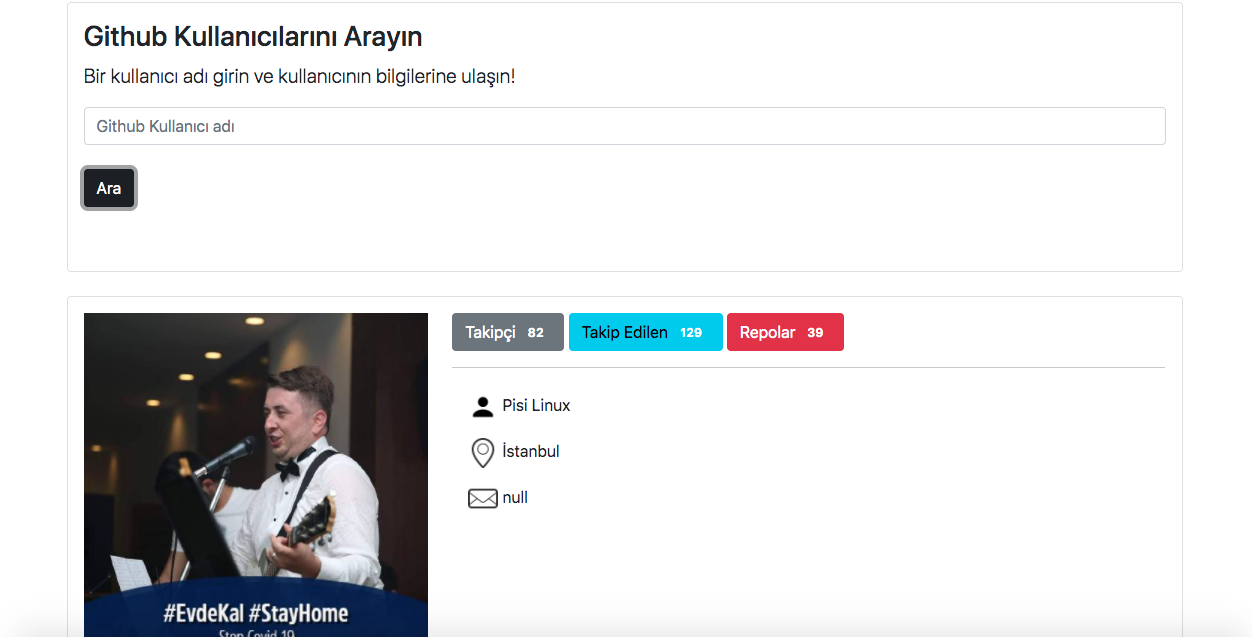 Github Kullanıcılarını Arayın
Bir kullanıcı adı girin ve kullanıcının bilgilerine ulaşın!
Github Kullanıcı adı
Ara
Takipçi 82 Takip Edilen 129 Repolar 39
Pisi Linux
İstanbul
null
#EvdeKal #StayHome
Stop Covid 19